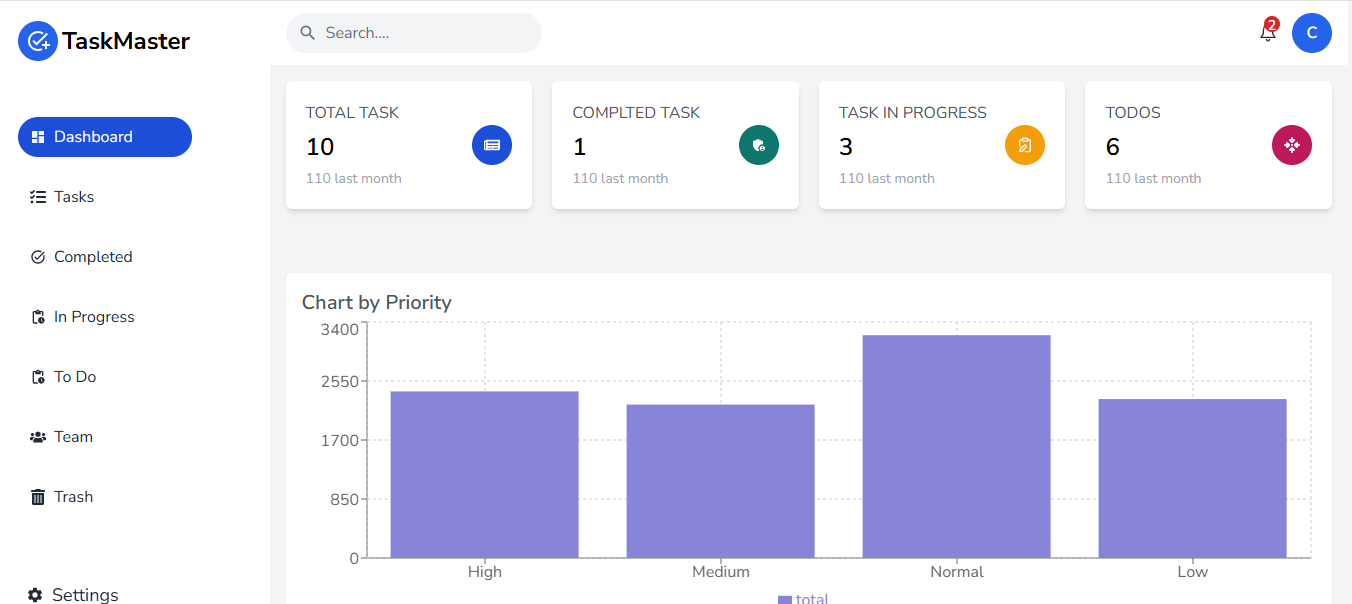 TaskMaster
Search....
2
C
Dashboard
Tasks
Completed
In Progress
To Do
Team
Trash
Settings
TOTAL TASK
10
110 last month
COMPLTED TASK
1
110 last month
TASK IN PROGRESS
3
110 last month
TODOS
6
110 last month
Chart by Priority
3400
2550
1700
850
0
High Medium Normal Low
total